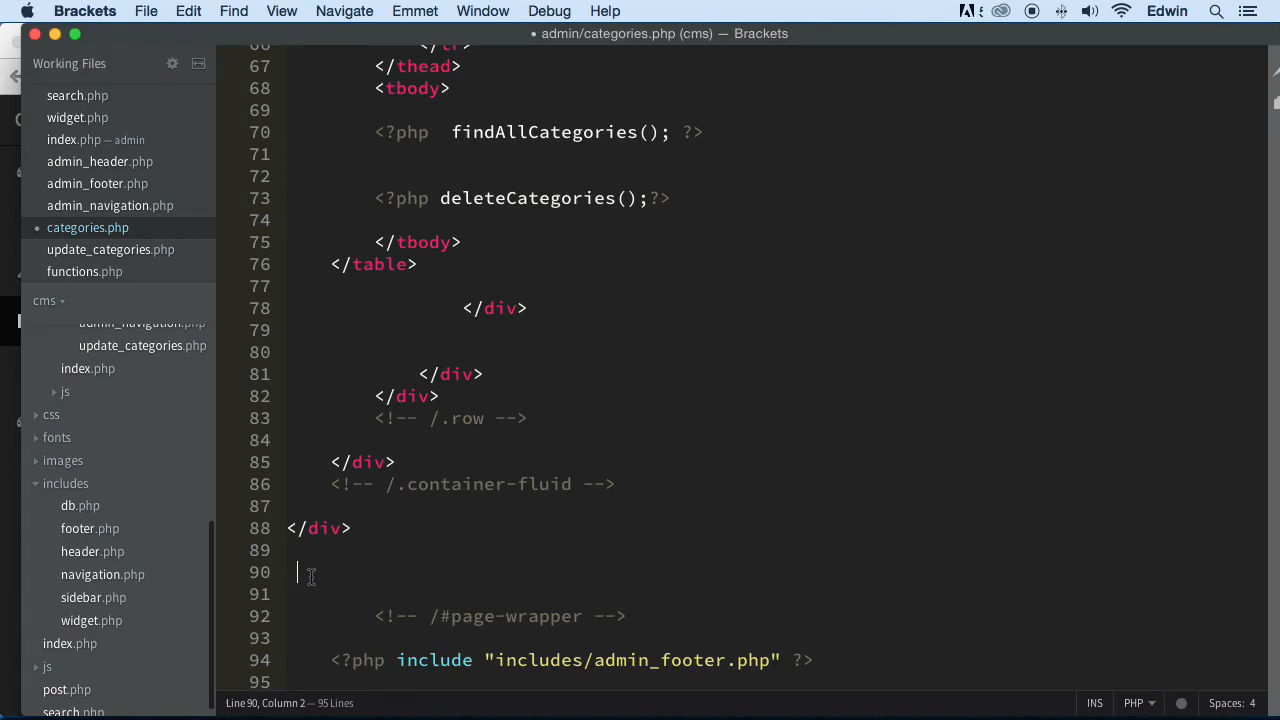 Brackets File Edit Find View Navigate Emmet Window Debug Help 5 Edwin
• admin/categories.php (cms) — Brackets
Working Files
search.php
widget.php
index.php — admin
admin_header.php
admin_footer.php
admin_navigation.php
categories.php
update_categories.php
functions.php
cms
admin_navigation.php
update_categories.php
index.php
js
css
fonts
images
includes
db.php
footer.php
header.php
navigation.php
sidebar.php
widget.php
index.php
js
post.php
search.php
66 </tr>
67 </thead>
68 <tbody>
69
70 <?php findAllCategories(); ?>
71
72
73 <?php deleteCategories();?>
74
75 </tbody>
76 </table>
77
78 </div>
79
80
81 </div>
82 </div>
83 <!-- /.row -->
84
85 </div>
86 <!-- /.container-fluid -->
87
88 </div>
89
90
91
92 <!-- /#page-wrapper -->
93
94 <?php include "includes/admin_footer.php" ?>
95
Line 90, Column 2 — 95 Lines INS PHP Spaces: 4